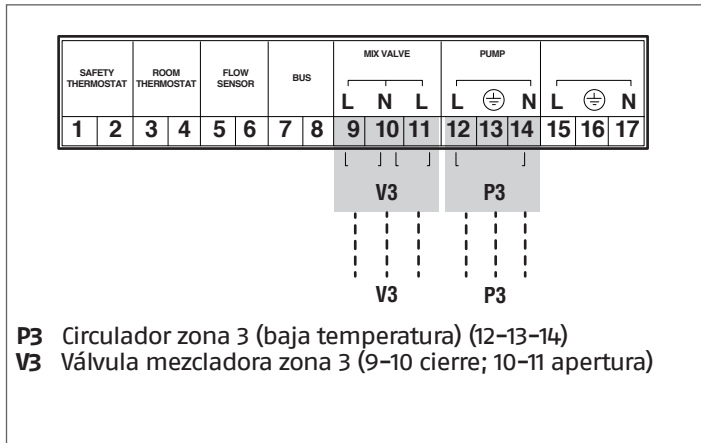 MIX VALVE PUMP
SAFETY ROOM FLOW BUS
THERMOSTAT THERMOSTAT SENSOR
L N L L N L N
1 2 3 4 5 6 7 8 9 10 11 12 13 14 15 16 17
V3 P3
V3 P3
P3 Circulador zona 3 (baja temperatura) (12–13–14)
V3 Válvula mezcladora zona 3 (9–10 cierre; 10–11 apertura)